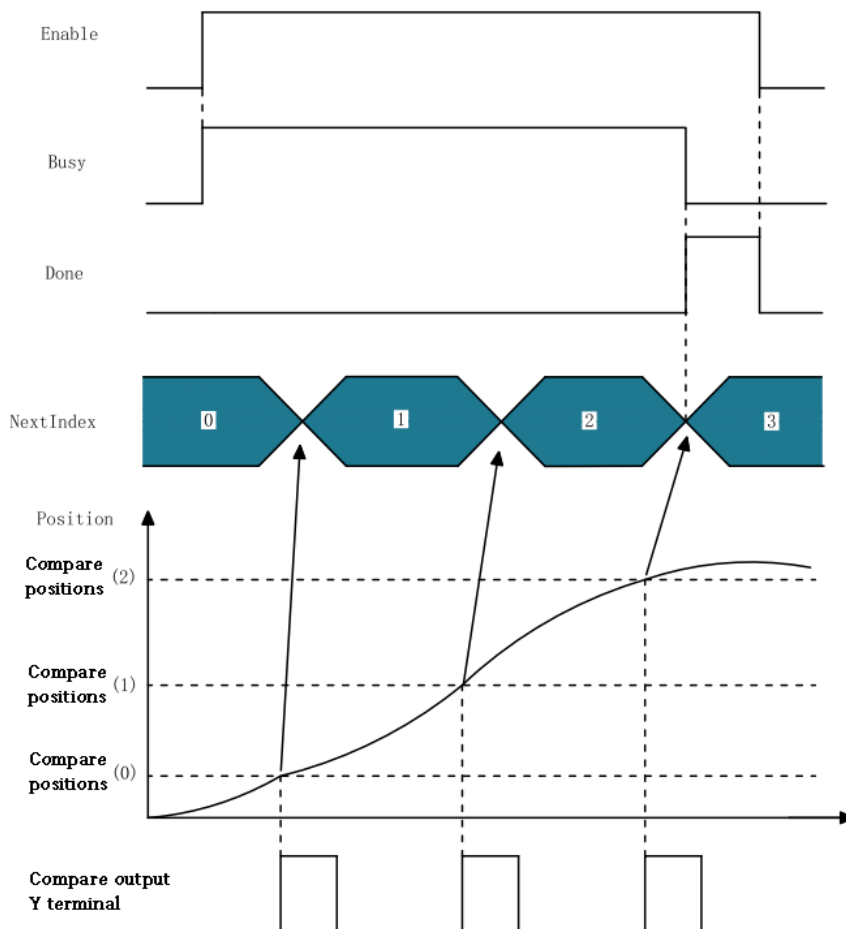 Enable
Busy
Done
NextIndex
0
1
2
3
Position
Compare
positions (2)
Compare
positions (1)
Compare
positions (0)
Compare output
Y terminal